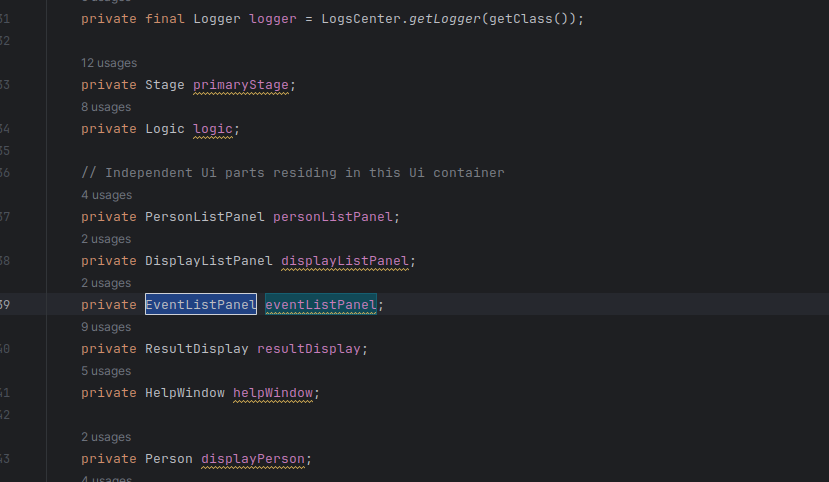 31 private final Logger logger = LogsCenter.getLogger(getClass());
32
12 usages
33 private Stage primaryStage;
8 usages
34 private Logic logic;
35
36 // Independent Ui parts residing in this Ui container
4 usages
37 private PersonListPanel personListPanel;
2 usages
38 private DisplayListPanel displayListPanel;
2 usages
39 private EventListPanel eventListPanel;
9 usages
40 private ResultDisplay resultDisplay;
5 usages
41 private HelpWindow helpWindow;
42
2 usages
43 private Person displayPerson;
4 usages